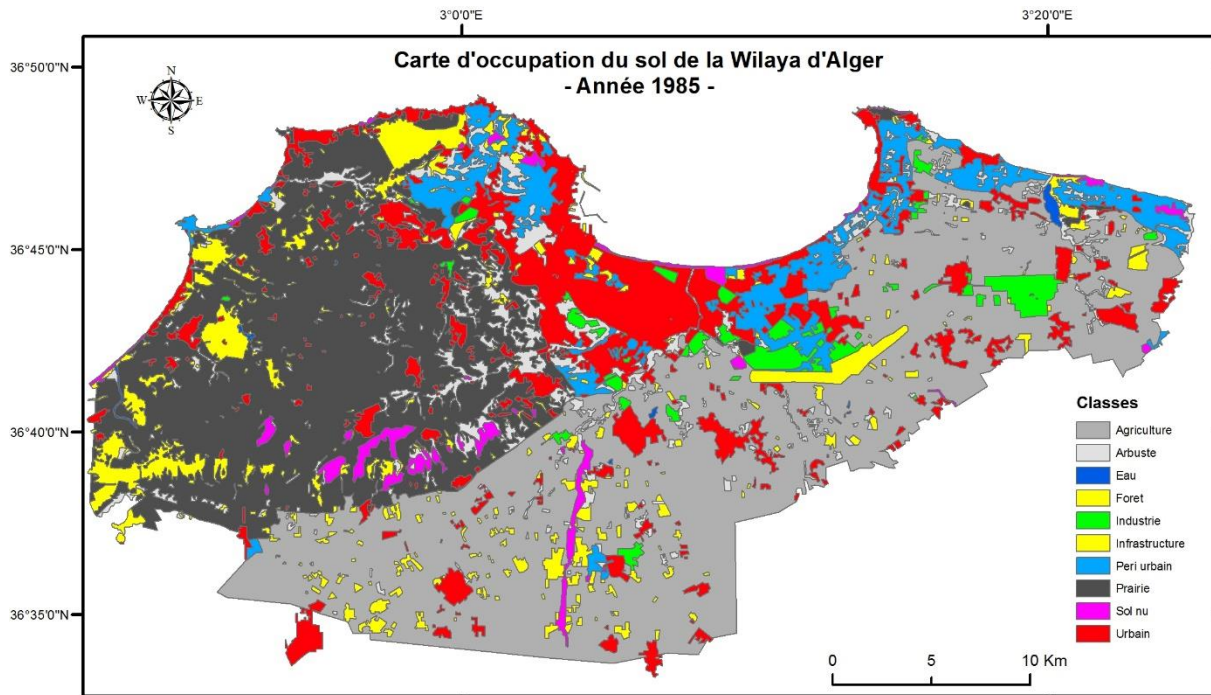 3°0'0"E
3°20'0"E
36°50'0"N
Carte d'occupation du sol de la Wilaya d'Alger
- Année 1985 -
N
W
E
S
36°45'0"N
36°40'0"N
36°35'0"N
Classes
Agriculture
Arbuste
Eau
Foret
Industrie
Infrastructure
Peri urbain
Prairie
Sol nu
Urbain
0 5 10 Km